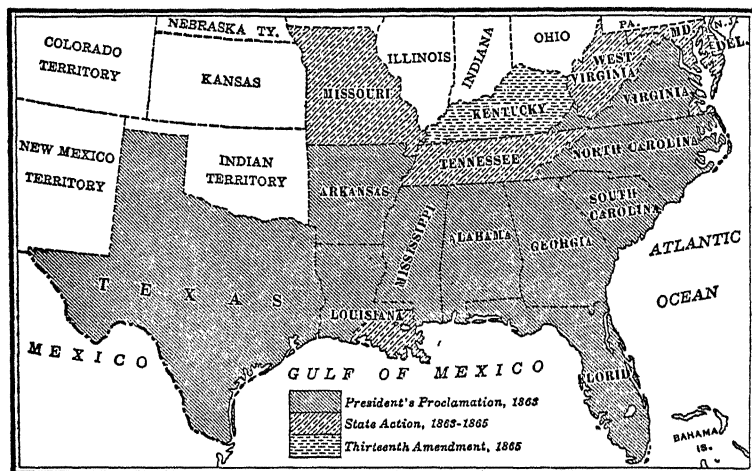 NEBRASKA TY.
COLORADO
TERRITORY
KANSAS
ILLINOIS
INDIANA
OHIO
PA.
N.J.
MD.
DEL.
WEST
VIRGINIA
VIRGINIA
MISSOURI
KENTUCKY
NEW MEXICO
TERRITORY
INDIAN
TERRITORY
TENNESSEE
NORTH CAROLINA
ARKANSAS
SOUTH
CAROLINA
MISSISSIPPI
ALABAMA
GEORGIA
ATLANTIC
OCEAN
TEXAS
LOUISIANA
MEXICO
GULF OF MEXICO
FLORIDA
President's Proclamation, 1863
State Action, 1863-1865
Thirteenth Amendment, 1865
BAHAMA
IS.